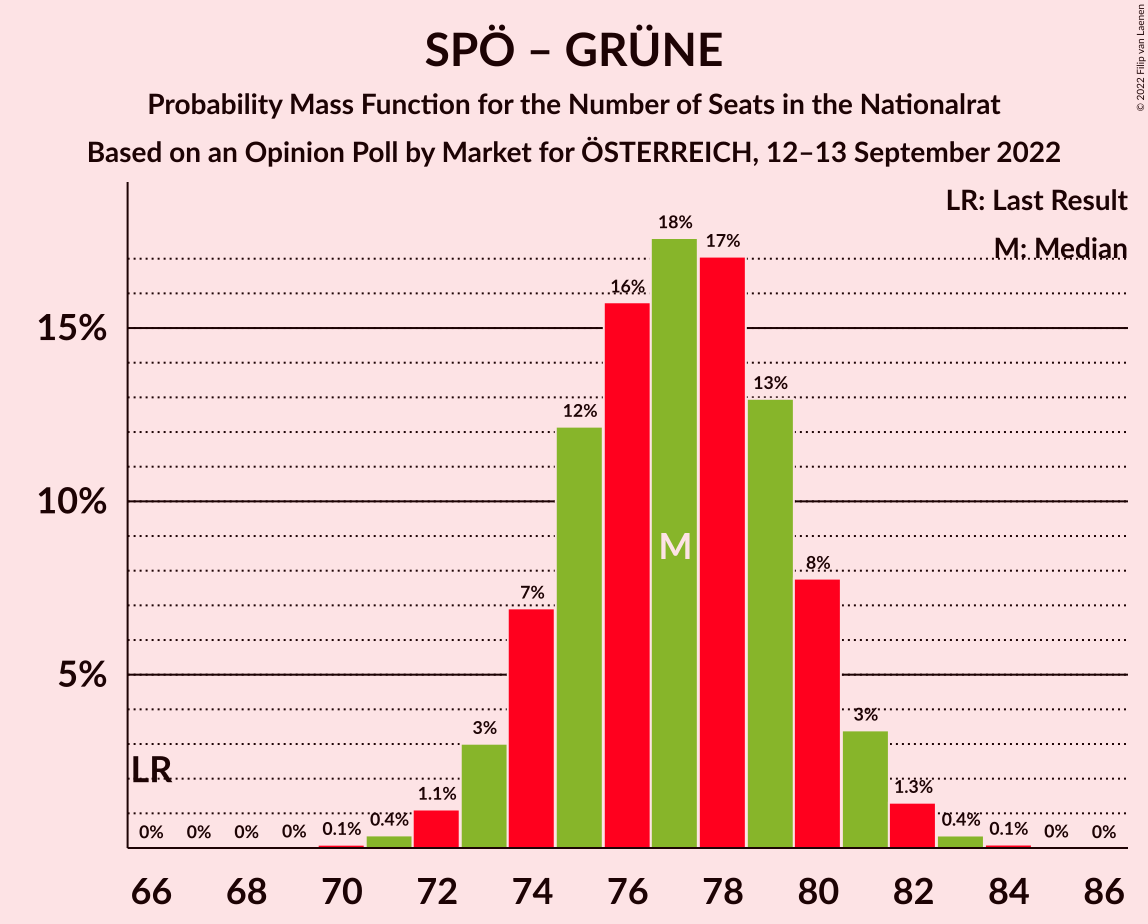 SPÖ – GRÜNE
Probability Mass Function for the Number of Seats in the Nationalrat
Based on an Opinion Poll by Market for ÖSTERREICH, 12–13 September 2022
© 2022 Filip van Laenen
LR: Last Result
M: Median
15%
10%
5%
LR
M
0%
0%
0%
0%
0.1%
0.4%
1.1%
3%
7%
12%
16%
18%
17%
13%
8%
3%
1.3%
0.4%
0.1%
0%
0%
66 68 70 72 74 76 78 80 82 84 86